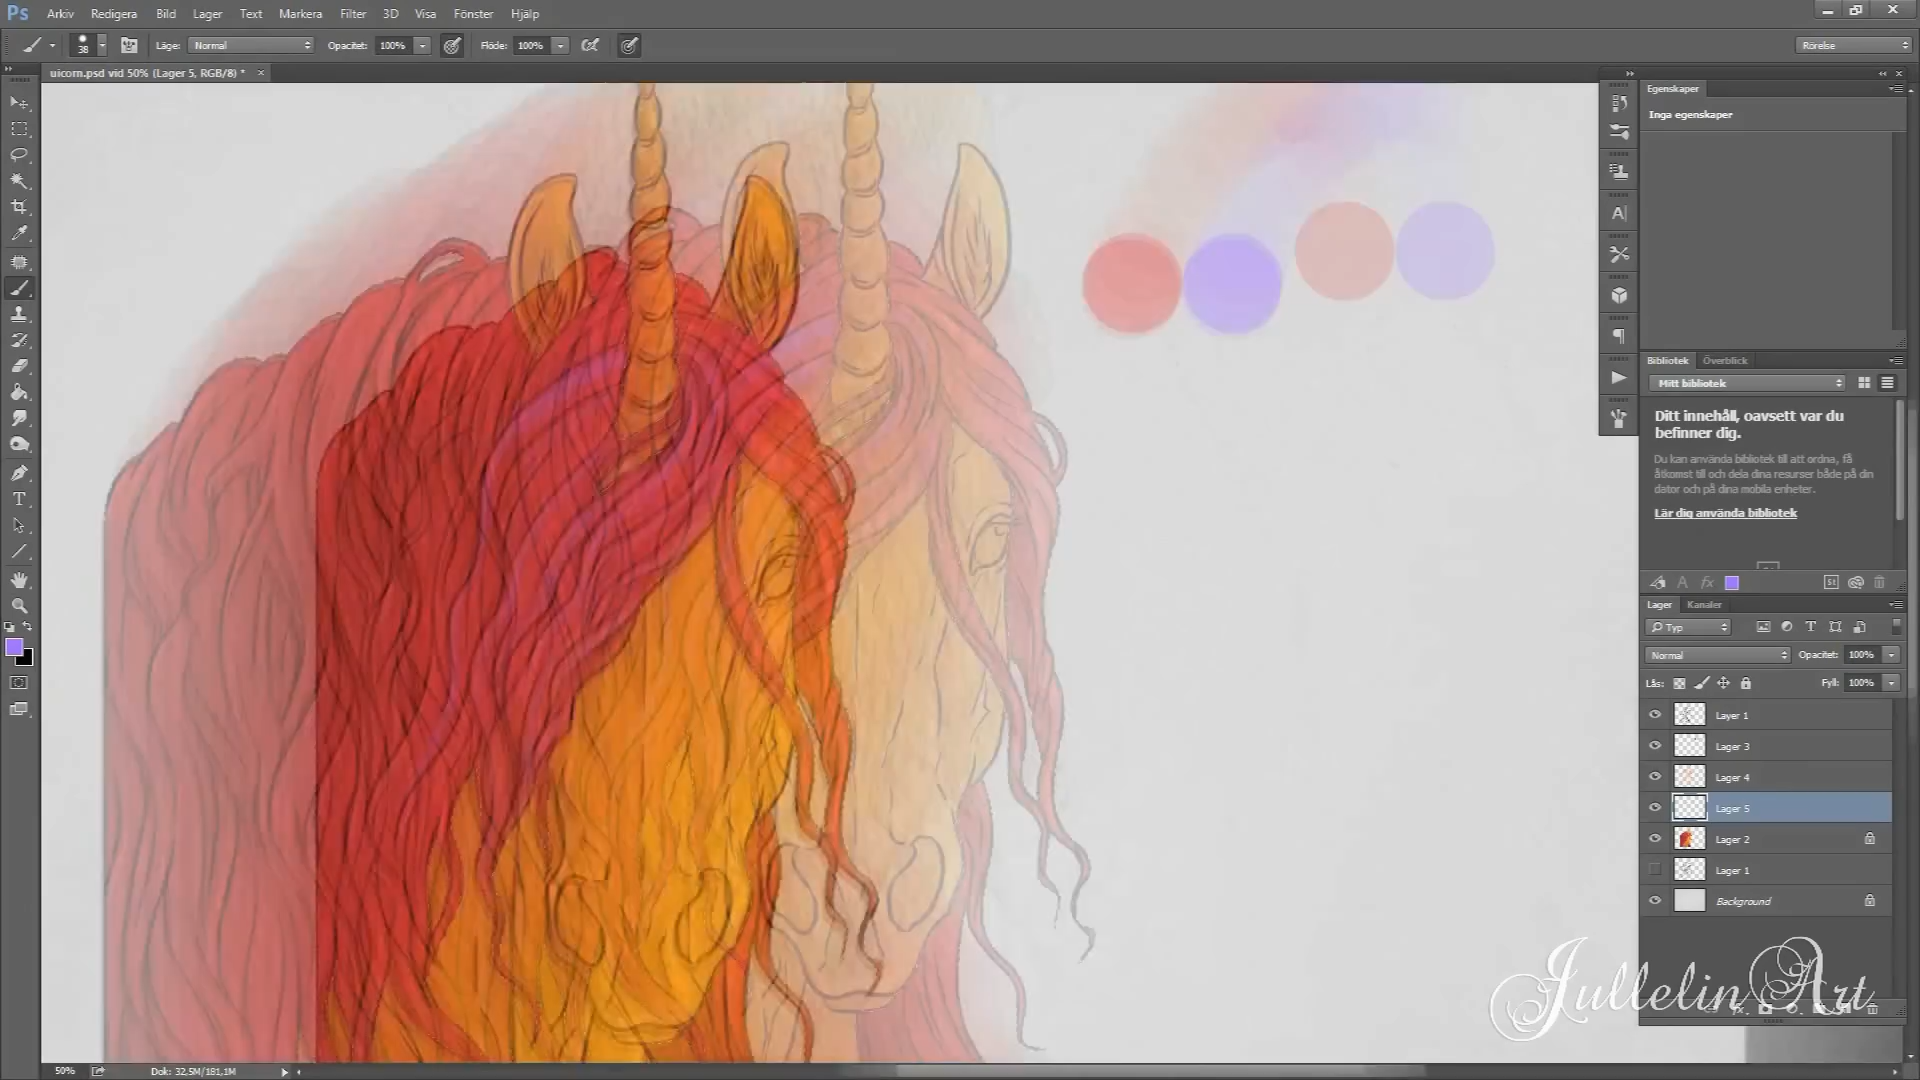 Ps Arkiv Redigera Bild Lager Text Markera Filter 3D Visa Fönster Hjälp
38 Läge: Normal Opacitet: 100% Flöde: 100% Rörelse
uicorn.psd vid 50% (Lager 5, RGB/8) *
Egenskaper
Inga egenskaper
Bibliotek Överblick
Mitt bibliotek
Ditt innehåll, oavsett var du
befinner dig.
Du kan använda bibliotek till att ordna, få
åtkomst till och dela dina resurser både på din
dator och på dina mobila enheter.
Lär dig använda bibliotek
Lager Kanaler
Typ
Normal Opacitet: 100%
Lås: Fyll: 100%
Layer 1
Lager 3
Lager 4
Lager 5
Lager 2
Lager 1
Background
Jullelin Art
50% Dok: 32,5M/181,1M